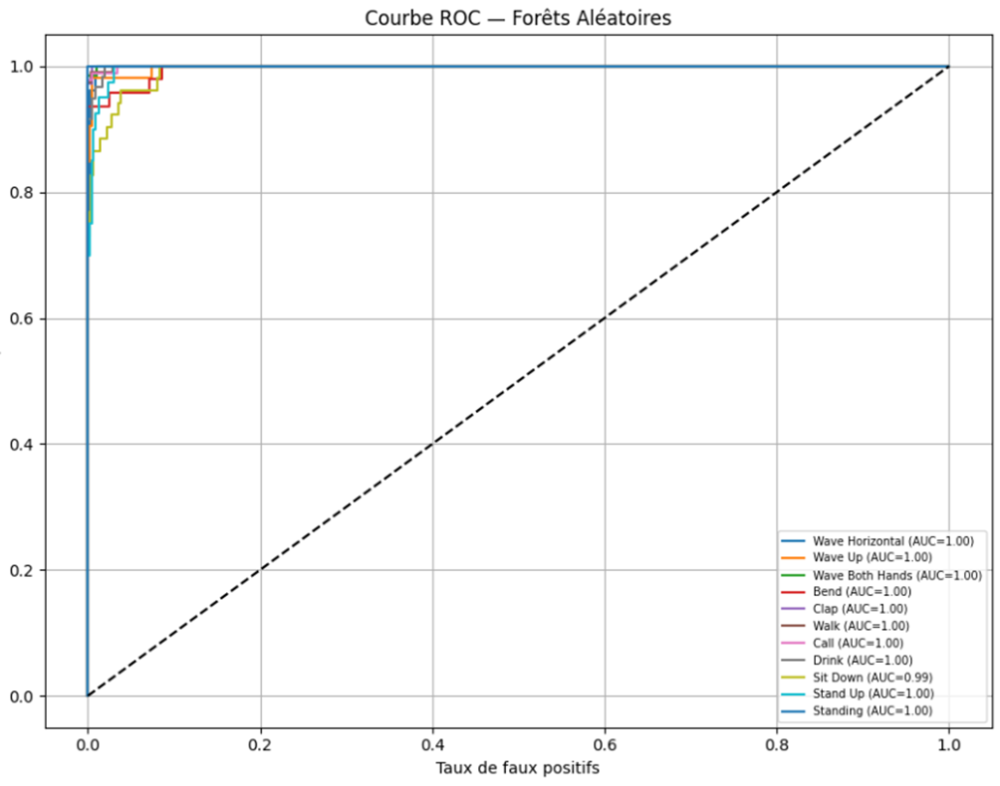 Courbe ROC — Forêts Aléatoires
1.0
0.8
0.6
0.4
0.2
0.0
0.0 0.2 0.4 0.6 0.8 1.0
Taux de faux positifs
Wave Horizontal (AUC=1.00)
Wave Up (AUC=1.00)
Wave Both Hands (AUC=1.00)
Bend (AUC=1.00)
Clap (AUC=1.00)
Walk (AUC=1.00)
Call (AUC=1.00)
Drink (AUC=1.00)
Sit Down (AUC=0.99)
Stand Up (AUC=1.00)
Standing (AUC=1.00)